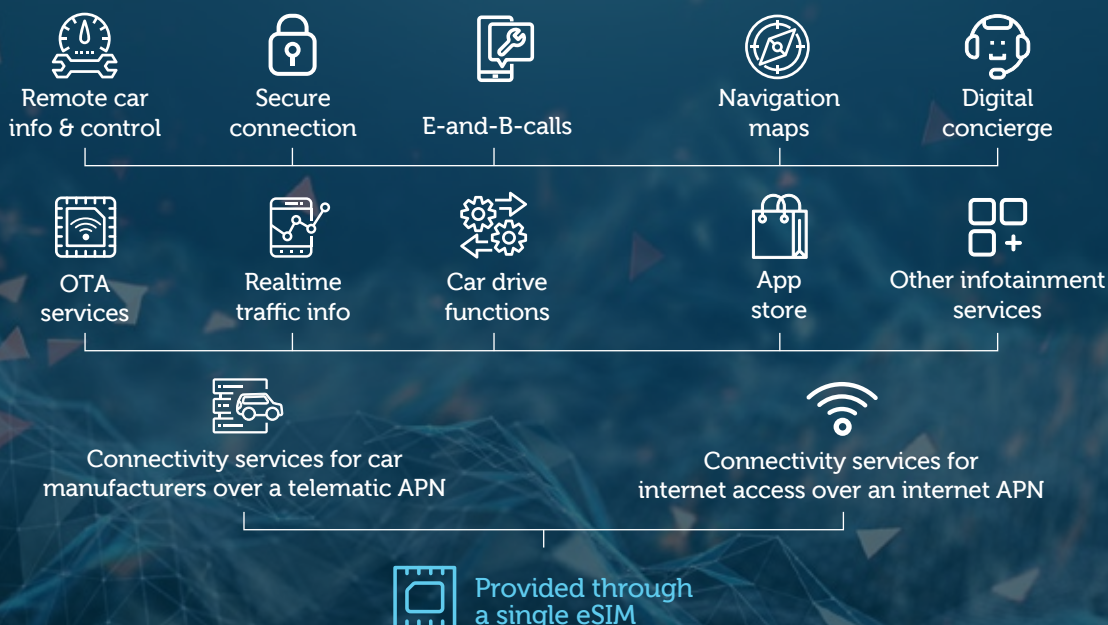 Remote car
info & control
Secure
connection
E-and-B-calls
Navigation
maps
Digital
concierge
OTA
services
Realtime
traffic info
Car drive
functions
App
store
Other infotainment
services
Connectivity services for car
manufacturers over a telematic APN
Connectivity services for
internet access over an internet APN
Provided through
a single eSIM